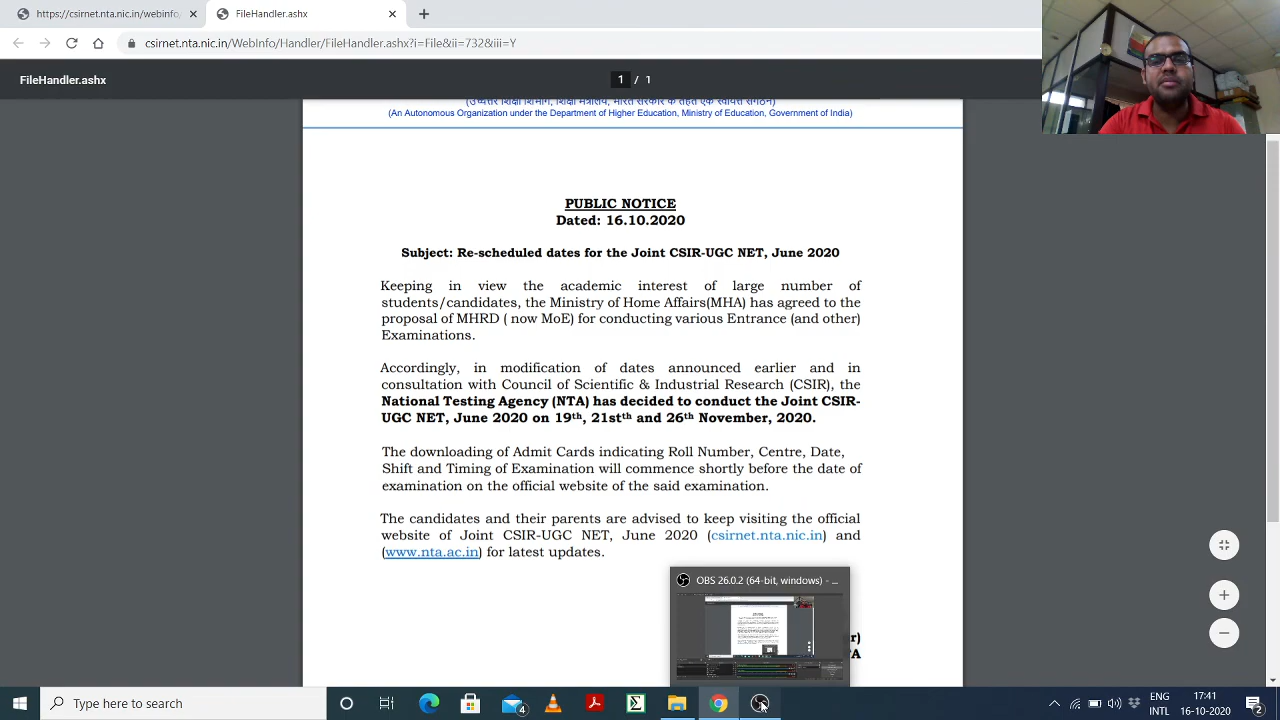 https://csirnet.nta.nic.in/webinfo
FileHandler.ashx
csirnet.nta.nic.in/WebInfo/Handler/FileHandler.ashx?i=File&ii=732&iii=Y
FileHandler.ashx
1 / 1
(उच्चतर शिक्षा विभाग, शिक्षा मंत्रालय, भारत सरकार के तहत एक स्वायत्त संगठन)
(An Autonomous Organization under the Department of Higher Education, Ministry of Education, Government of India)
PUBLIC NOTICE
Dated: 16.10.2020
Subject: Re-scheduled dates for the Joint CSIR-UGC NET, June 2020
Keeping in view the academic interest of large number of
students/candidates, the Ministry of Home Affairs(MHA) has agreed to the
proposal of MHRD ( now MoE) for conducting various Entrance (and other)
Examinations.
Accordingly, in modification of dates announced earlier and in
consultation with Council of Scientific & Industrial Research (CSIR), the
National Testing Agency (NTA) has decided to conduct the Joint CSIR-
UGC NET, June 2020 on 19th, 21stth and 26th November, 2020.
The downloading of Admit Cards indicating Roll Number, Centre, Date,
Shift and Timing of Examination will commence shortly before the date of
examination on the official website of the said examination.
The candidates and their parents are advised to keep visiting the official
website of Joint CSIR-UGC NET, June 2020 (csirnet.nta.nic.in) and
(www.nta.ac.in) for latest updates.
OBS 26.0.2 (64-bit, windows) - ...
Type here to search
4
ENG
INTL
17:41
16-10-2020
2